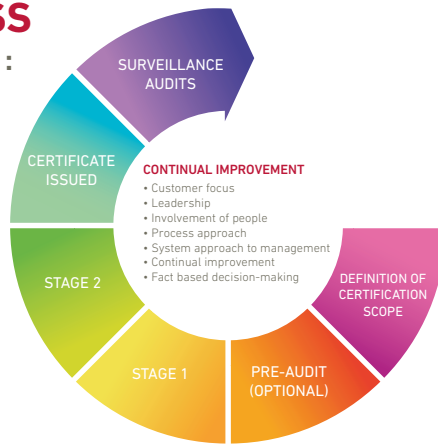 SS
:
SURVEILLANCE
AUDITS
CERTIFICATE
ISSUED
CONTINUAL IMPROVEMENT
• Customer focus
• Leadership
• Involvement of people
• Process approach
• System approach to management
• Continual improvement
• Fact based decision-making
STAGE 2
DEFINITION OF
CERTIFICATION
SCOPE
STAGE 1
PRE-AUDIT
(OPTIONAL)